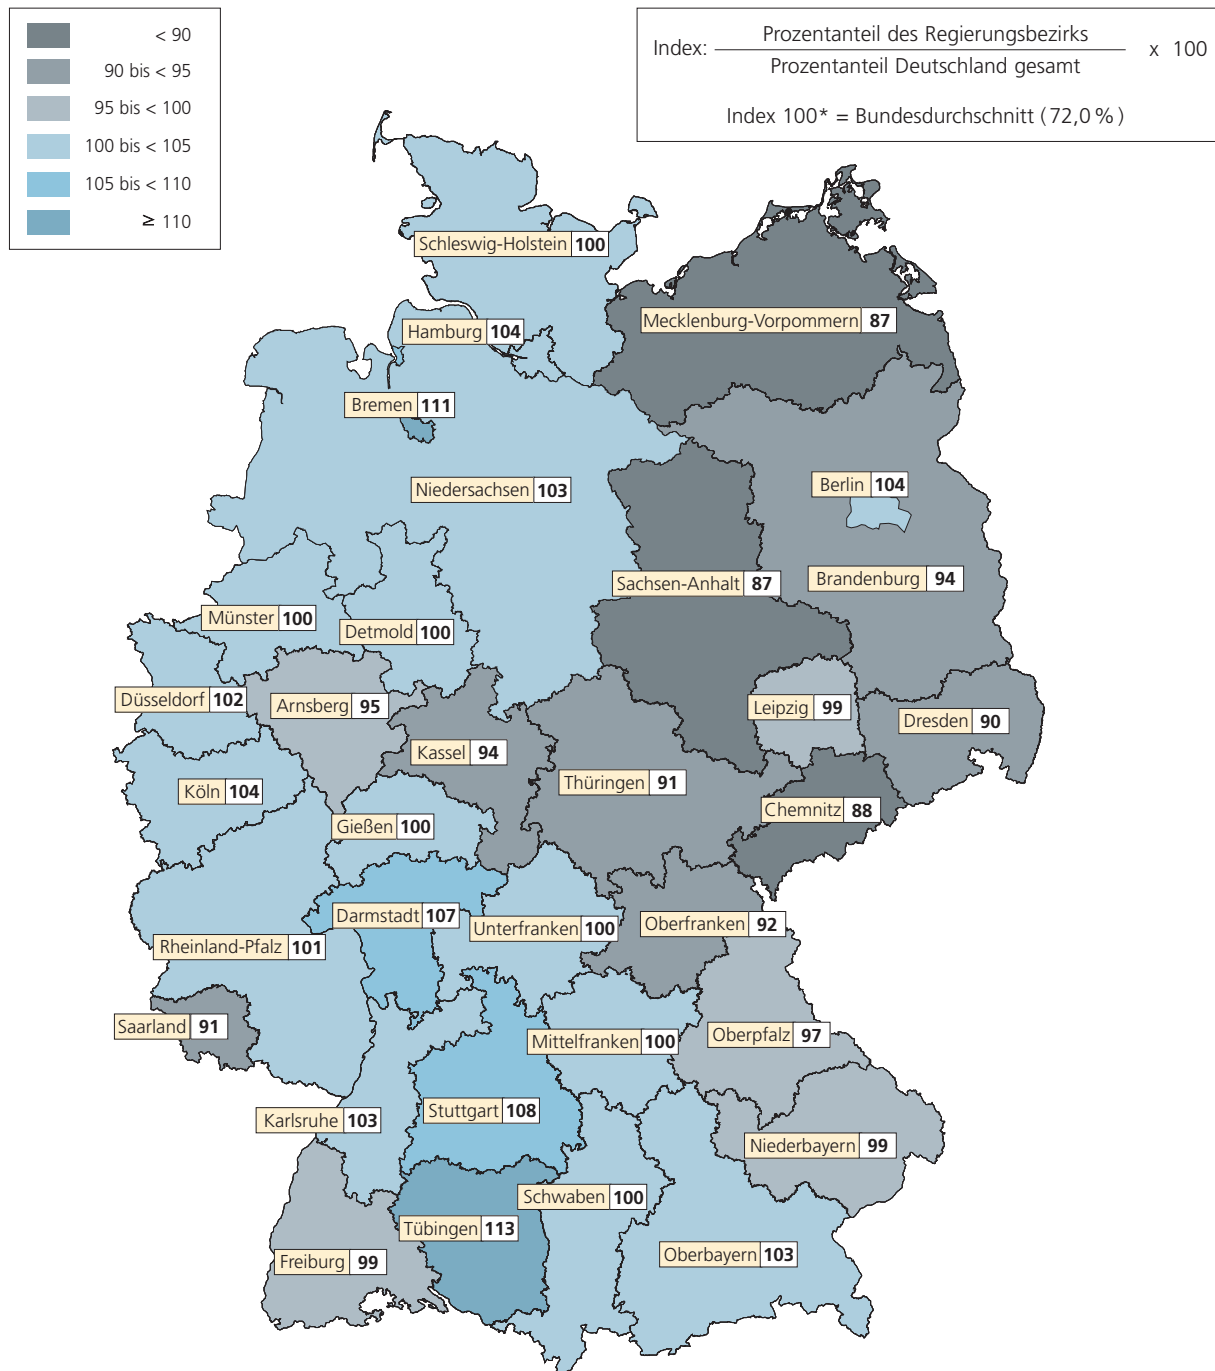 < 90
90 bis < 95
95 bis < 100
100 bis < 105
105 bis < 110
≥ 110
Index: Prozentanteil des Regierungsbezirks x 100
Prozentanteil Deutschland gesamt
Index 100* = Bundesdurchschnitt (72,0 %)
Schleswig-Holstein 100
Mecklenburg-Vorpommern 87
Hamburg 104
Bremen 111
Niedersachsen 103
Berlin 104
Sachsen-Anhalt 87
Brandenburg 94
Münster 100
Detmold 100
Düsseldorf 102
Arnsberg 95
Leipzig 99
Dresden 90
Kassel 94
Thüringen 91
Köln 104
Chemnitz 88
Gießen 100
Darmstadt 107
Unterfranken 100
Oberfranken 92
Rheinland-Pfalz 101
Saarland 91
Mittelfranken 100
Oberpfalz 97
Karlsruhe 103
Stuttgart 108
Niederbayern 99
Schwaben 100
Tübingen 113
Freiburg 99
Oberbayern 103